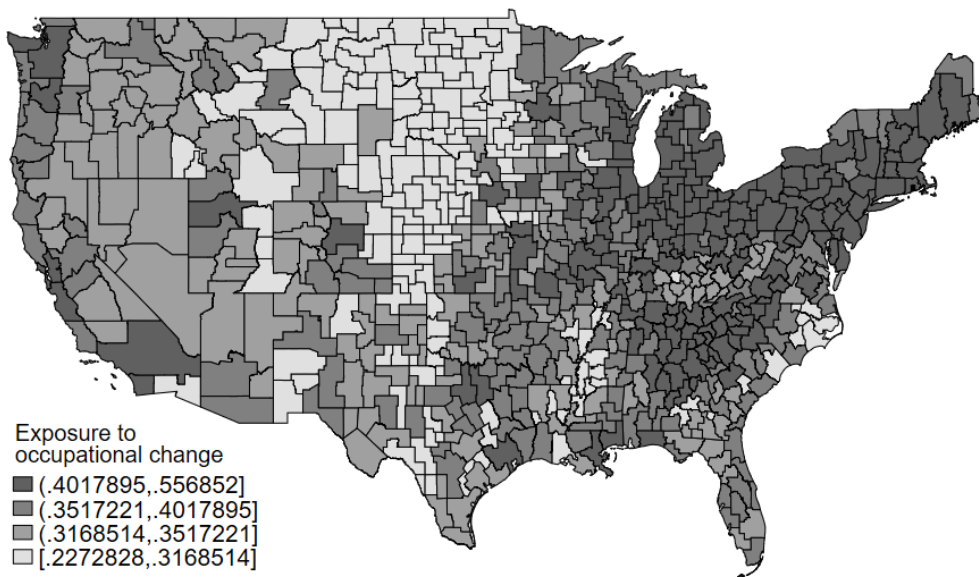 Exposure to
occupational change
(.4017895,.556852]
(.3517221,.4017895]
(.3168514,.3517221]
[.2272828,.3168514]